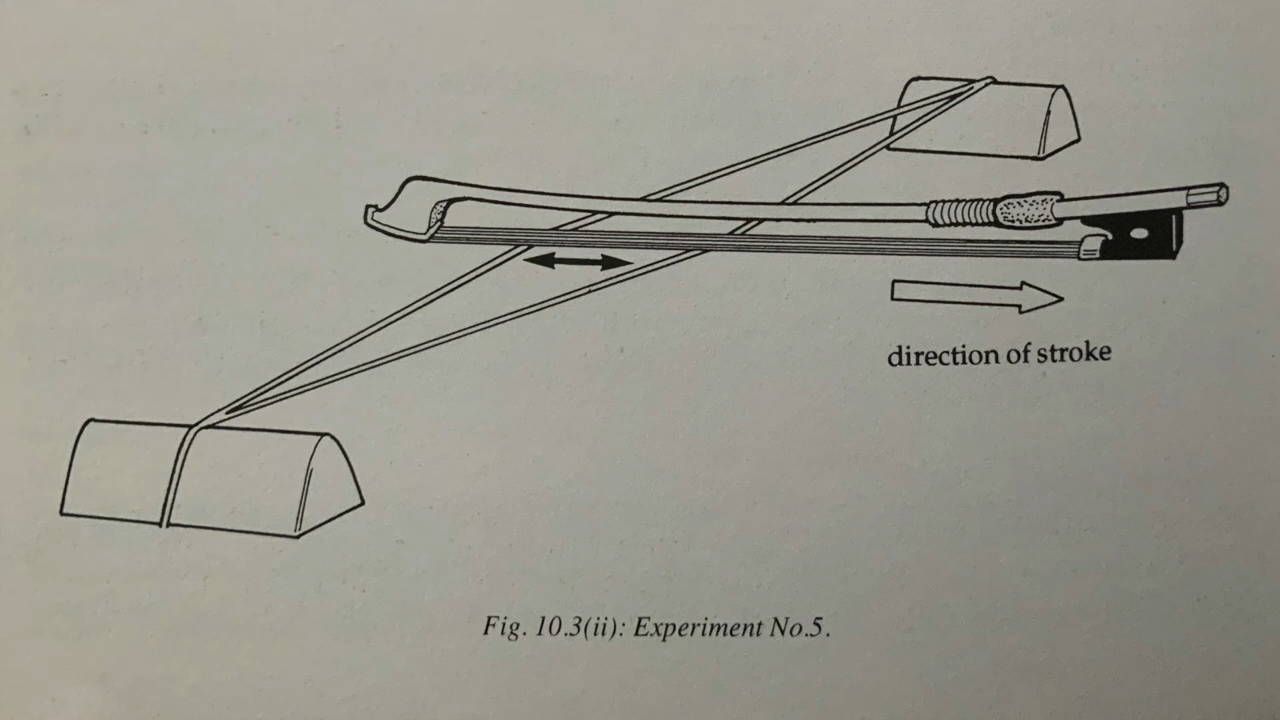 direction of stroke
Fig. 10.3(ii): Experiment No.5.